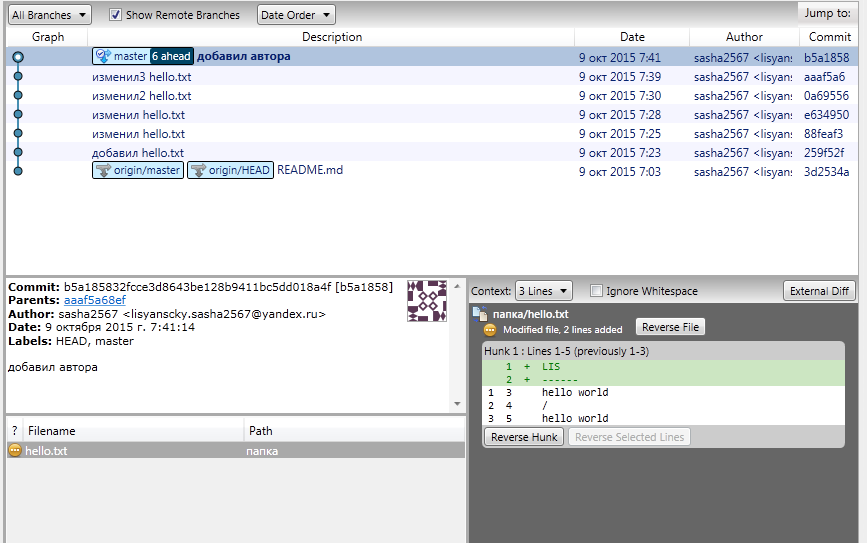 All Branches Show Remote Branches Date Order Jump to:
Graph Description Date Author Commit
master 6 ahead добавил автора 9 окт 2015 7:41 sasha2567 <lisyans b5a1858
изменил3 hello.txt 9 окт 2015 7:39 sasha2567 <lisyans aaaf5a6
изменил2 hello.txt 9 окт 2015 7:30 sasha2567 <lisyans 0a69556
изменил hello.txt 9 окт 2015 7:28 sasha2567 <lisyans e634950
изменил hello.txt 9 окт 2015 7:25 sasha2567 <lisyans 88feaf3
добавил hello.txt 9 окт 2015 7:23 sasha2567 <lisyans 259f52f
origin/master origin/HEAD README.md 9 окт 2015 7:03 sasha2567 <lisyans 3d2534a
Commit: b5a185832fcce3d8643be128b9411bc5dd018a4f [b5a1858]
Parents: aaaf5a68ef
Author: sasha2567 <lisyanscky.sasha2567@yandex.ru>
Date: 9 октября 2015 г. 7:41:14
Labels: HEAD, master
добавил автора
? Filename Path
hello.txt папка
Context: 3 Lines Ignore Whitespace External Diff
папка/hello.txt
Modified file, 2 lines added Reverse File
Hunk 1 : Lines 1-5 (previously 1-3)
1 + LIS
2 + ------
1 3 hello world
2 4 /
3 5 hello world
Reverse Hunk Reverse Selected Lines